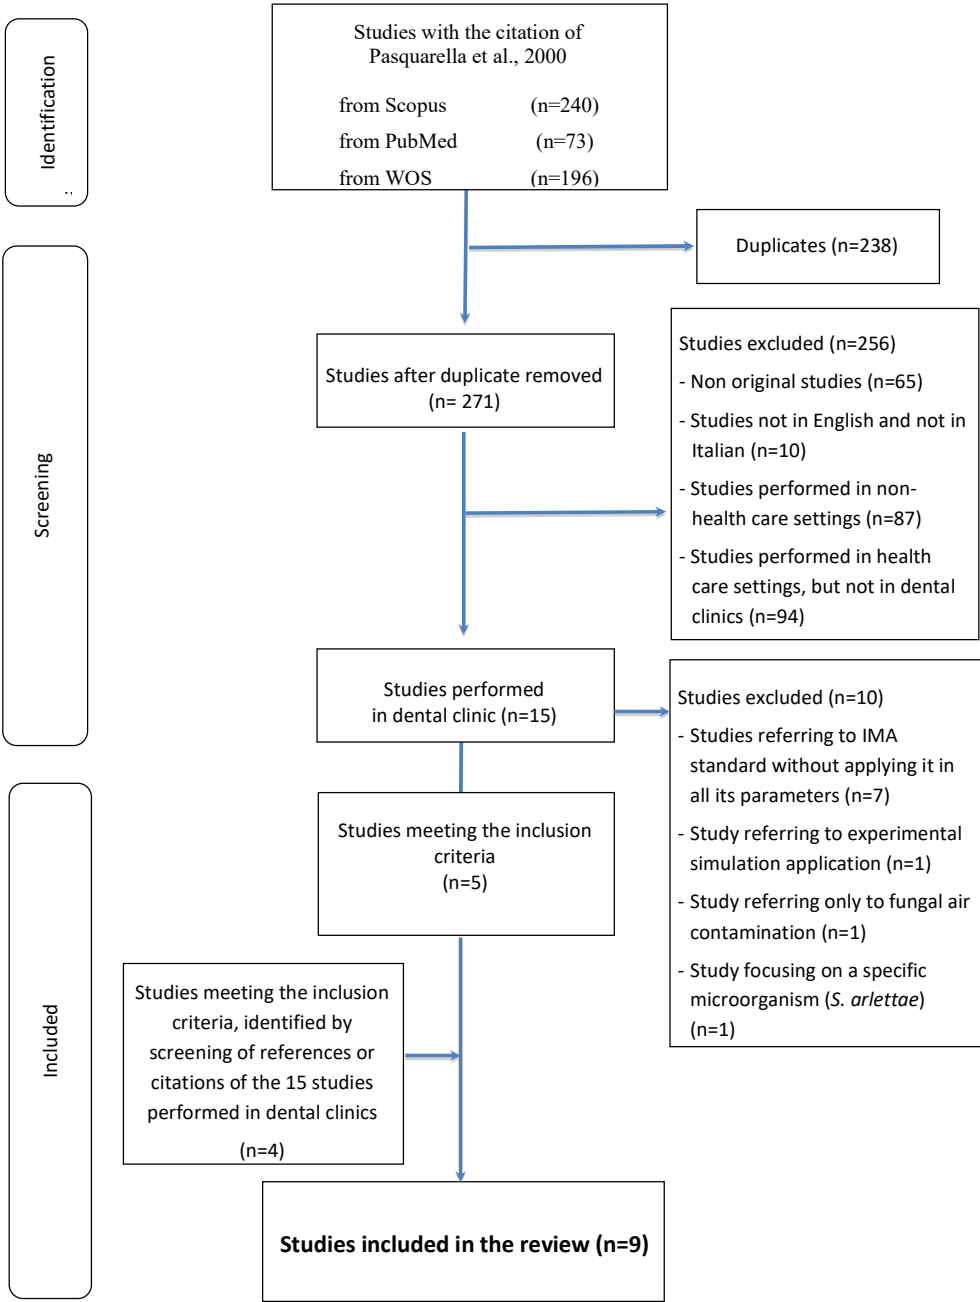 Identification
Studies with the citation of
Pasquarella et al., 2000
from Scopus (n=240)
from PubMed (n=73)
from WOS (n=196)
Duplicates (n=238)
Screening
Studies after duplicate removed
(n= 271)
Studies excluded (n=256)
- Non original studies (n=65)
- Studies not in English and not in
Italian (n=10)
- Studies performed in non-
health care settings (n=87)
- Studies performed in health
care settings, but not in dental
clinics (n=94)
Studies performed
in dental clinic (n=15)
Studies excluded (n=10)
- Studies referring to IMA
standard without applying it in
all its parameters (n=7)
- Study referring to experimental
simulation application (n=1)
- Study referring only to fungal air
contamination (n=1)
- Study focusing on a specific
microorganism (S. arlettae)
(n=1)
Included
Studies meeting the inclusion
criteria
(n=5)
Studies meeting the inclusion
criteria, identified by
screening of references or
citations of the 15 studies
performed in dental clinics
(n=4)
Studies included in the review (n=9)